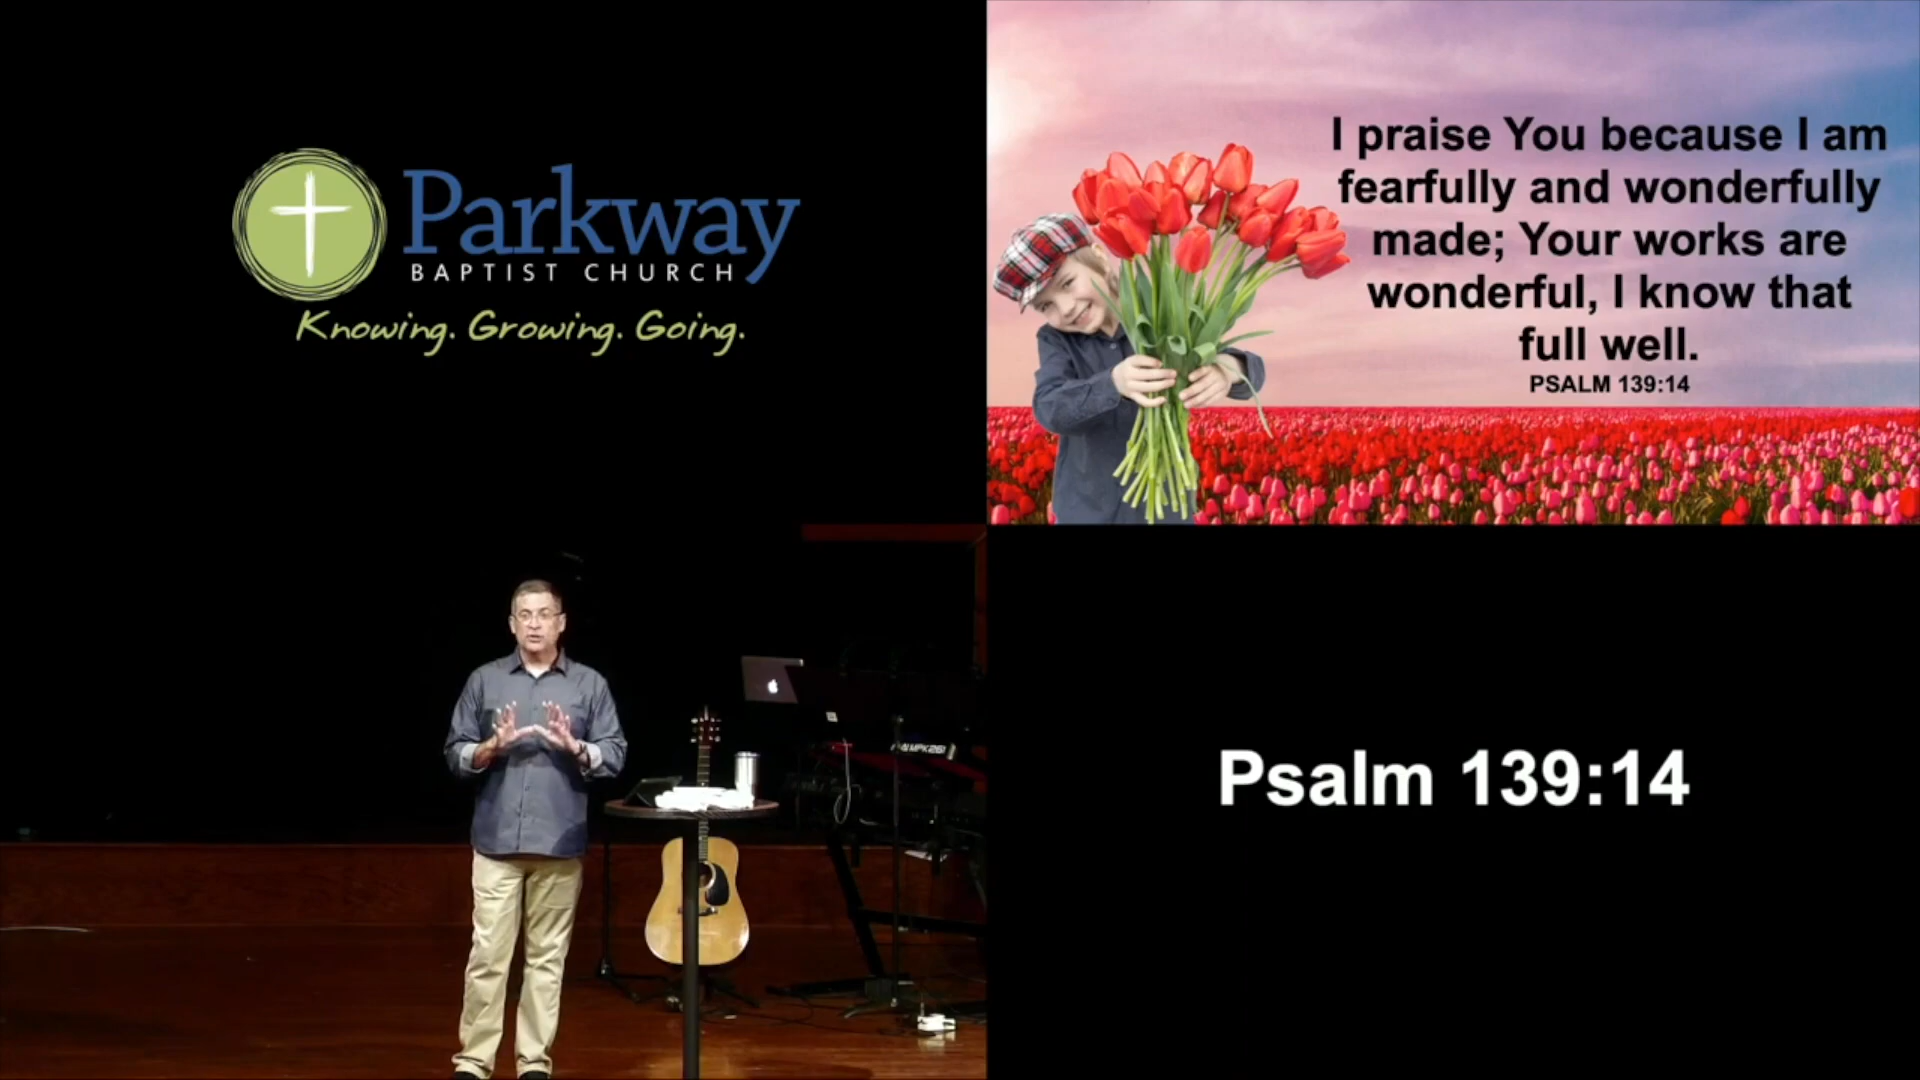 Parkway
BAPTIST CHURCH
Knowing. Growing. Going.
I praise You because I am
fearfully and wonderfully
made; Your works are
wonderful, I know that
full well.
PSALM 139:14
MPK261
Psalm 139:14